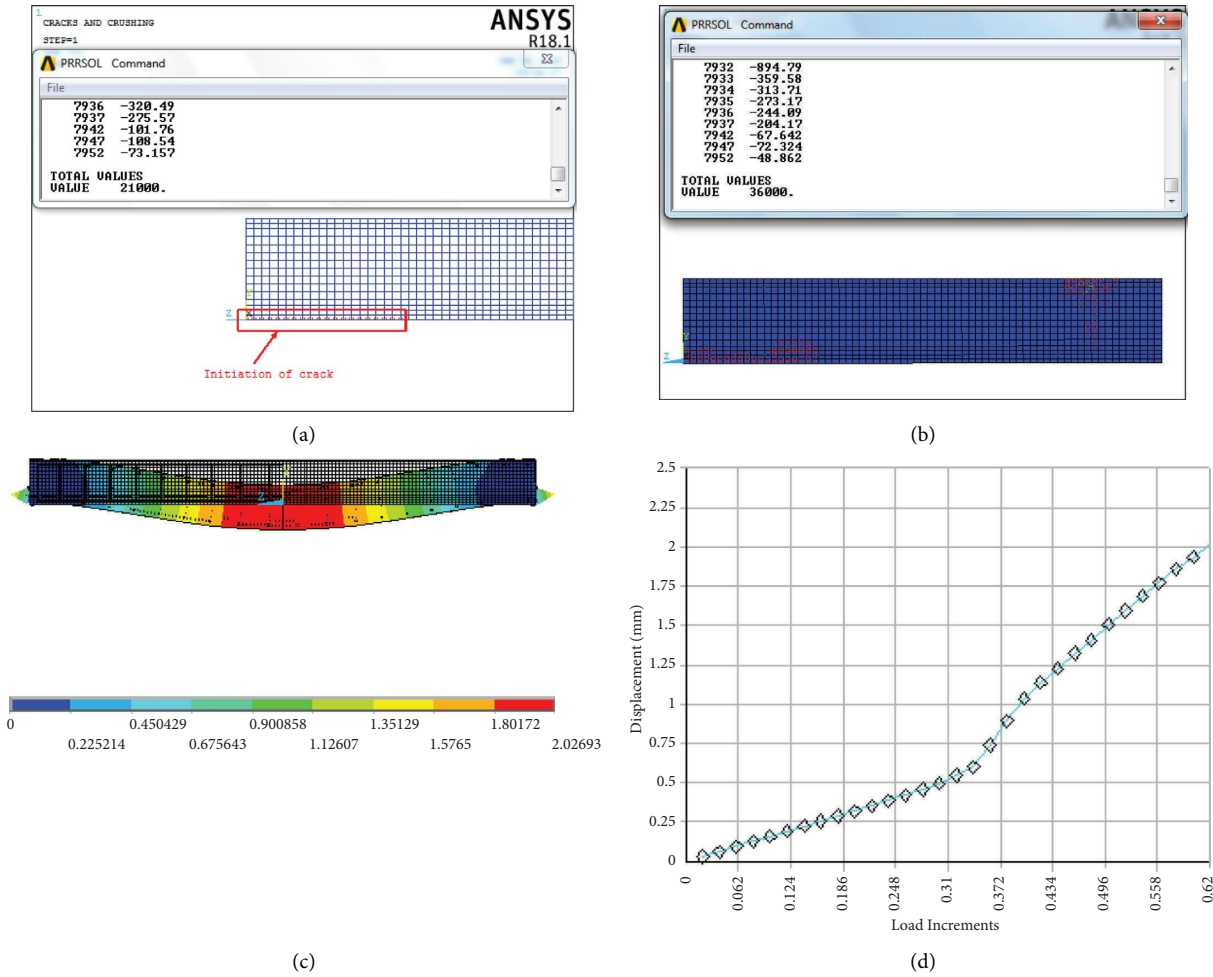 1
CRACKS AND CRUSHING
STEP=1
ANSYS
R18.1
PRRSOL Command
File
7936 -320.49
7937 -275.57
7942 -101.76
7947 -108.54
7952 -73.157
TOTAL VALUES
VALUE 21000.
Y
Z X
Initiation of crack
(a)
1
PRRSOL Command
File
7932 -894.79
7933 -359.58
7934 -313.71
7935 -273.17
7936 -244.09
7937 -204.17
7942 -67.642
7947 -72.324
7952 -48.862
TOTAL VALUES
VALUE 36000.
Y
Z
(b)
Z
0
0.450429
0.900858
1.35129
1.80172
0.225214
0.675643
1.12607
1.5765
2.02693
(c)
2.5
2.25
2
1.75
1.5
1.25
1
0.75
0.5
0.25
0
Displacement (mm)
0
0.062
0.124
0.186
0.248
0.31
0.372
0.434
0.496
0.558
0.62
Load Increments
(d)